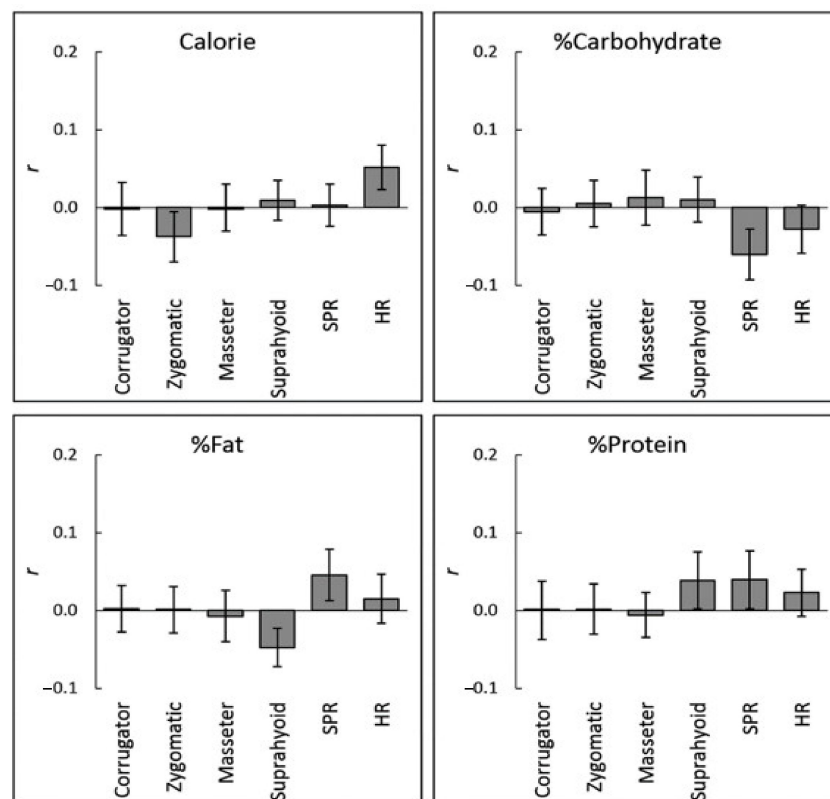 Calorie
0.2
0.1
0.0
−0.1
r
Corrugator
Zygomatic
Masseter
Suprahyoid
SPR
HR
%Carbohydrate
0.2
0.1
0.0
−0.1
r
Corrugator
Zygomatic
Masseter
Suprahyoid
SPR
HR
%Fat
0.2
0.1
0.0
−0.1
r
Corrugator
Zygomatic
Masseter
Suprahyoid
SPR
HR
%Protein
0.2
0.1
0.0
−0.1
r
Corrugator
Zygomatic
Masseter
Suprahyoid
SPR
HR